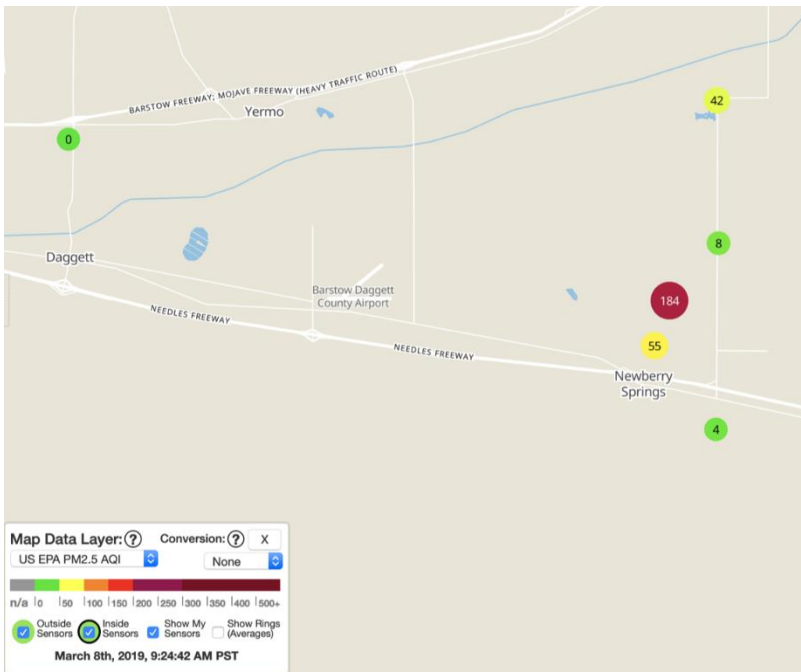 BARSTOW FREEWAY; MOJAVE FREEWAY (HEAVY TRAFFIC ROUTE)
Yermo
42
0
8
Daggett
Barstow Daggett
County Airport
184
NEEDLES FREEWAY
NEEDLES FREEWAY
55
Newberry
Springs
4
Map Data Layer: ? Conversion: ? X
US EPA PM2.5 AQI None
n/a 0 50 100 150 200 250 300 350 400 500+
Outside Sensors
Inside Sensors
Show My Sensors
Show Rings (Averages)
March 8th, 2019, 9:24:42 AM PST